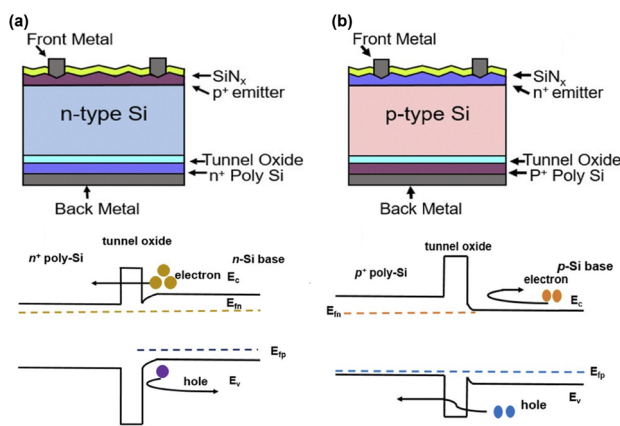 (a)
Front Metal
SiNx
p+ emitter
n-type Si
Tunnel Oxide
n+ Poly Si
Back Metal
tunnel oxide
n+ poly-Si
n-Si base
electron
Ec
Efn
Efp
hole
Ev
(b)
Front Metal
SiNx
n+ emitter
p-type Si
Tunnel Oxide
P+ Poly Si
Back Metal
tunnel oxide
p+ poly-Si
p-Si base
electron
Ec
Efn
Efp
hole
Ev